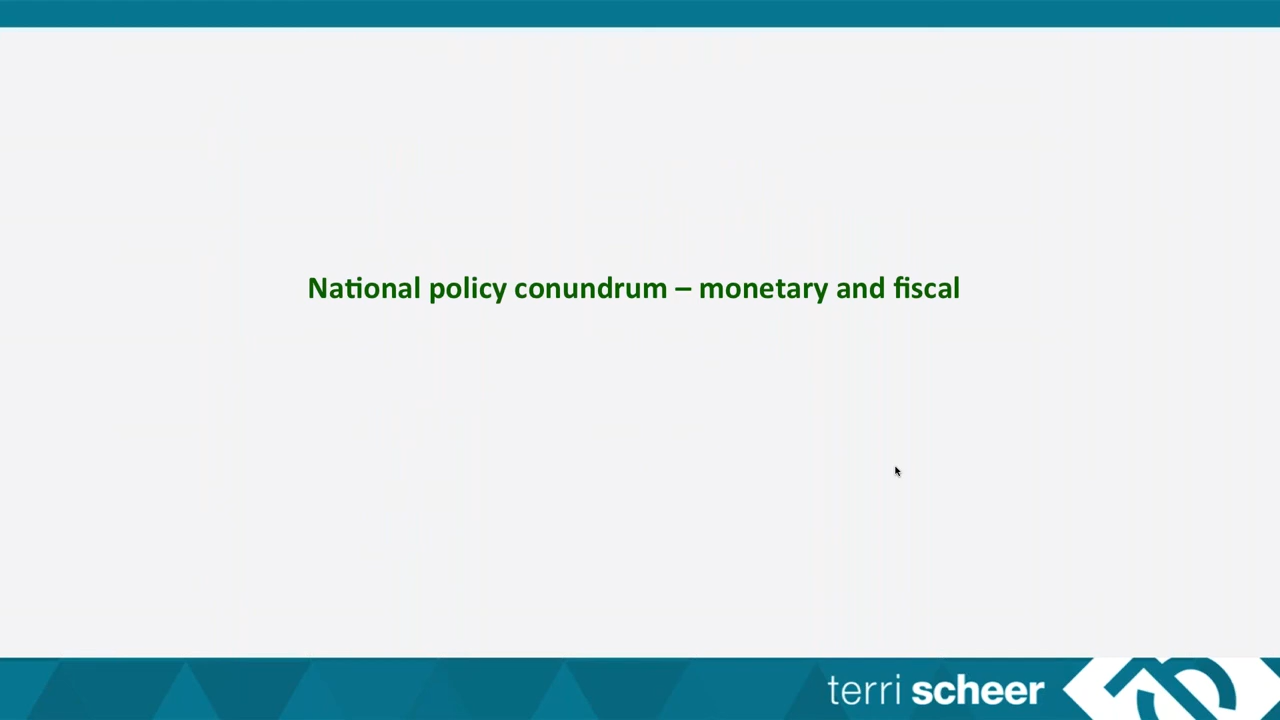 National policy conundrum – monetary and fiscal
terri scheer